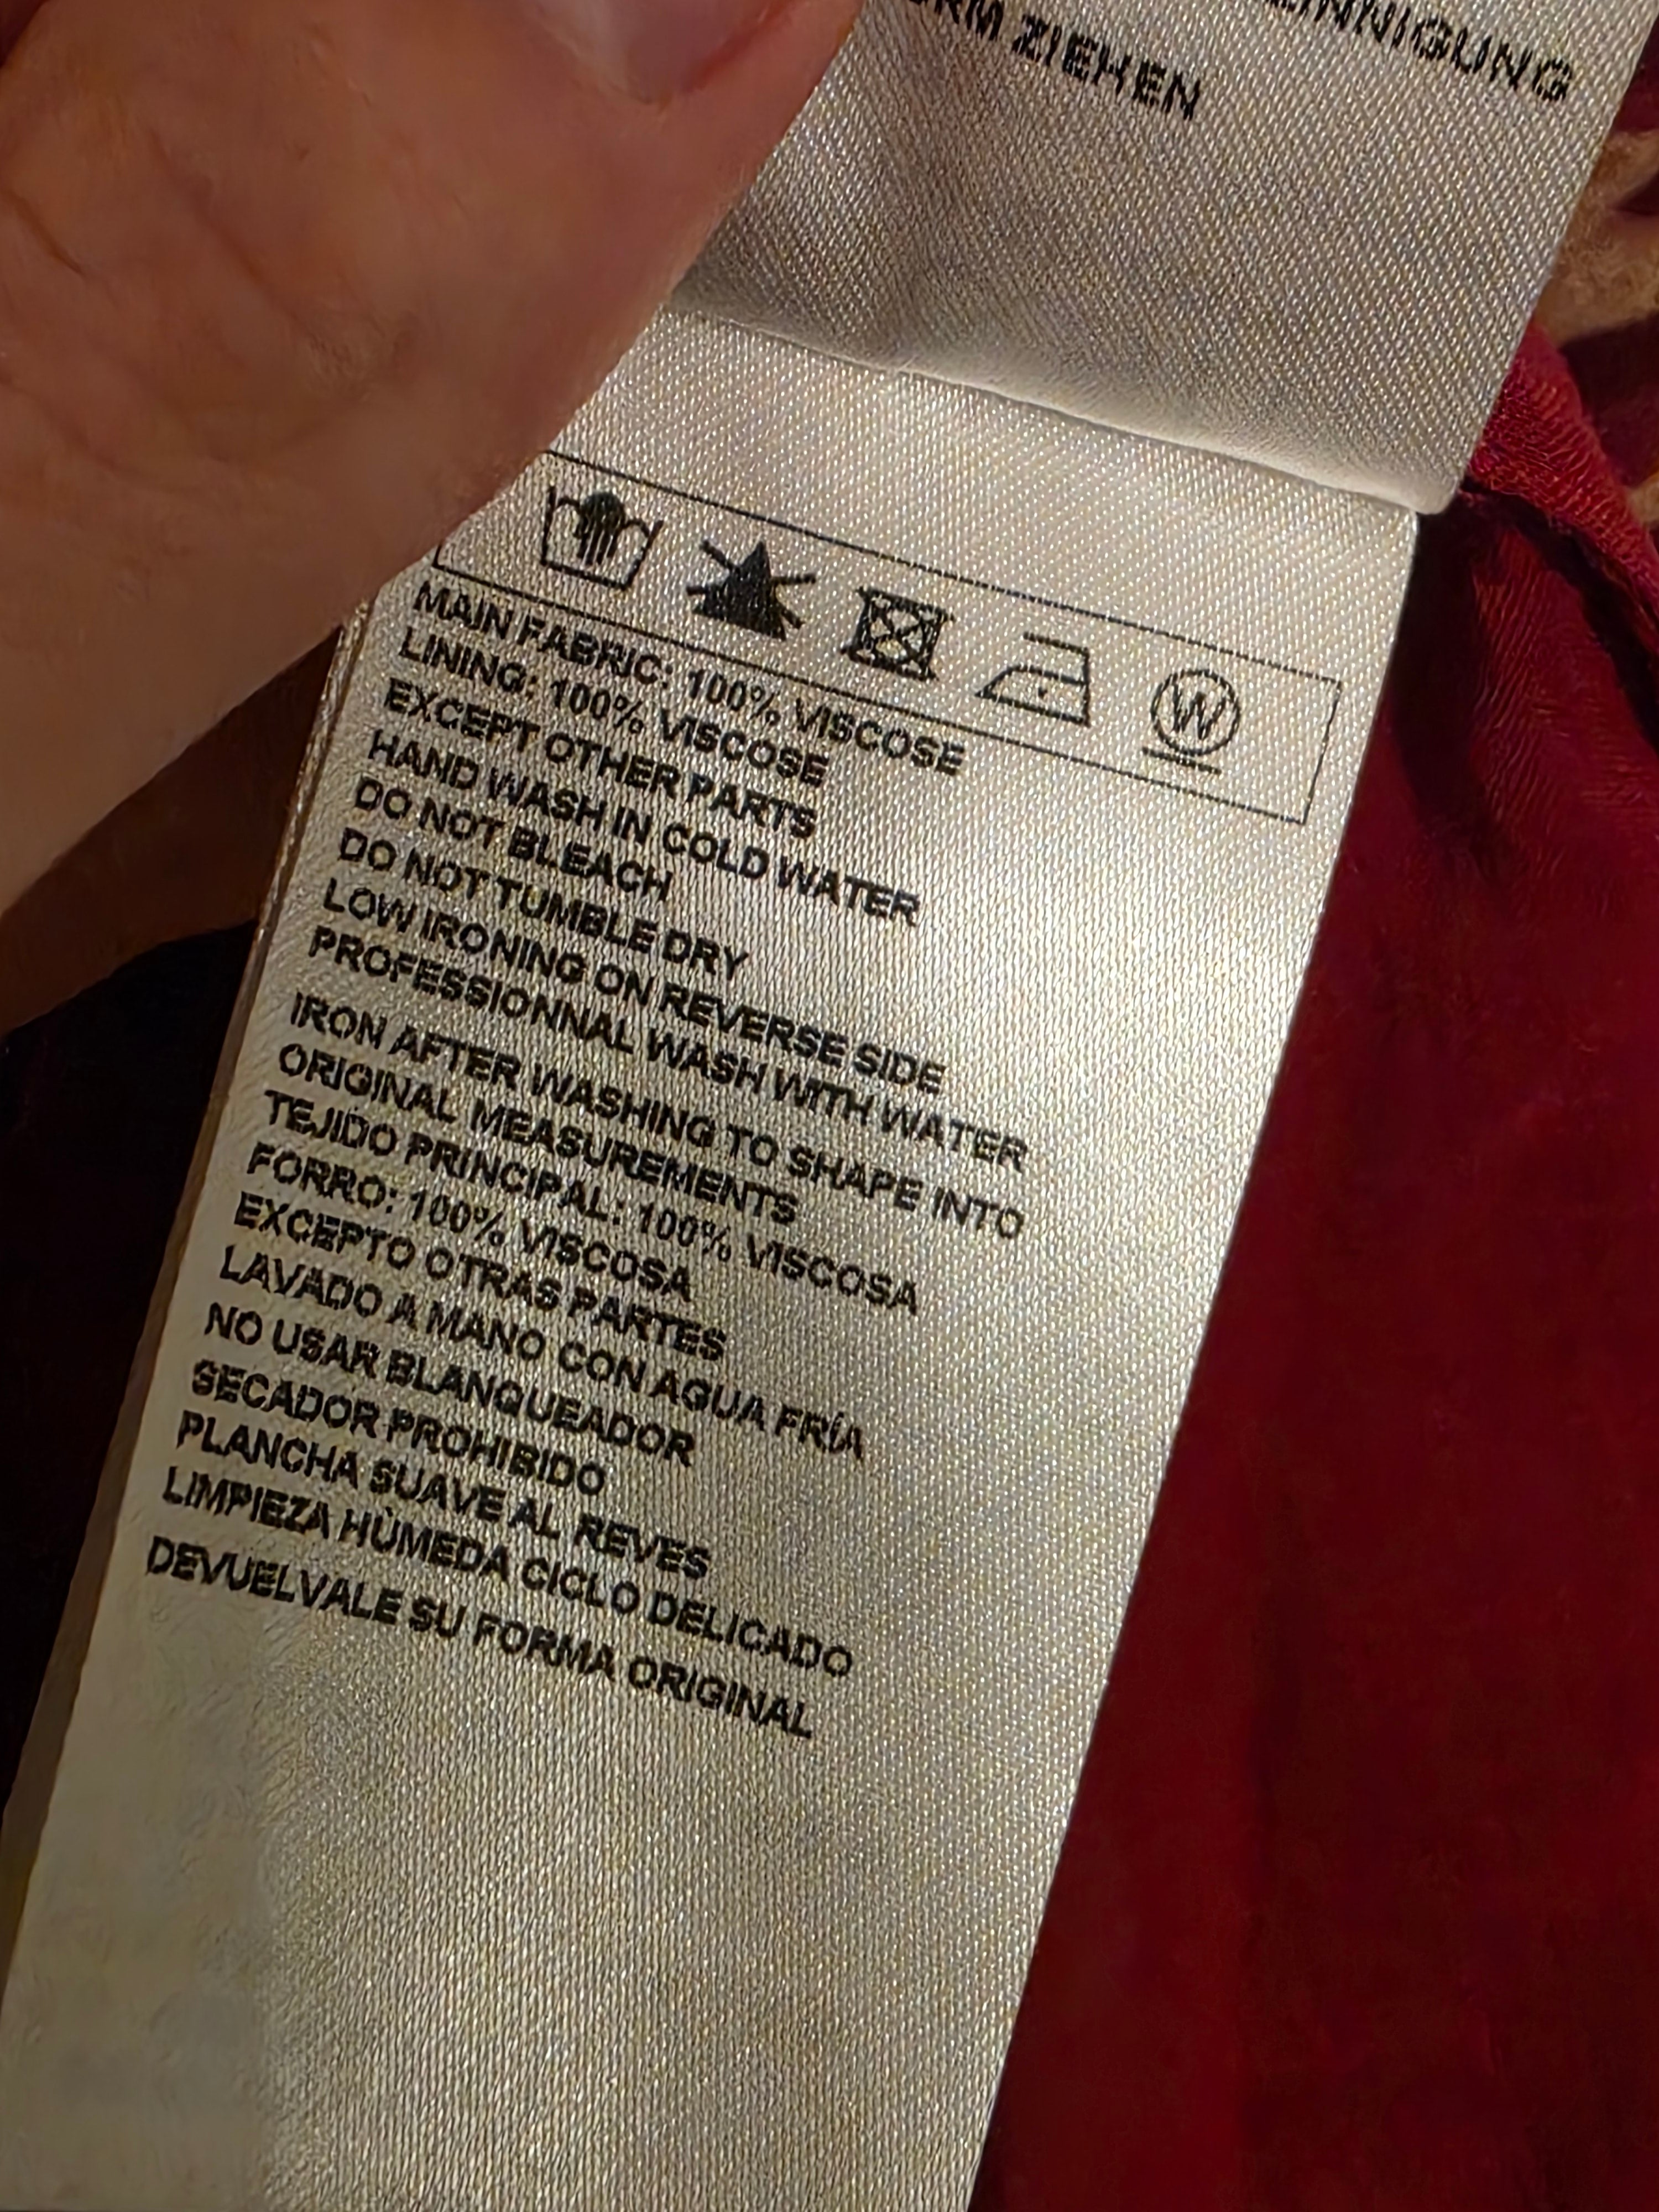 ZIEHEN
W
MAIN FABRIC: 100% VISCOSE
LINING: 100% VISCOSE
EXCEPT OTHER PARTS
HAND WASH IN COLD WATER
DO NOT BLEACH
DO NOT TUMBLE DRY
LOW IRONING ON REVERSE SIDE
PROFESSIONNAL WASH WITH WATER
IRON AFTER WASHING TO SHAPE INTO
ORIGINAL MEASUREMENTS
TEJIDO PRINCIPAL: 100% VISCOSA
FORRO: 100% VISCOSA
EXCEPTO OTRAS PARTES
LAVADO A MANO CON AGUA FRÍA
NO USAR BLANQUEADOR
SECADOR PROHIBIDO
PLANCHA SUAVE AL REVES
LIMPIEZA HÙMEDA CICLO DELICADO
DEVUELVALE SU FORMA ORIGINAL